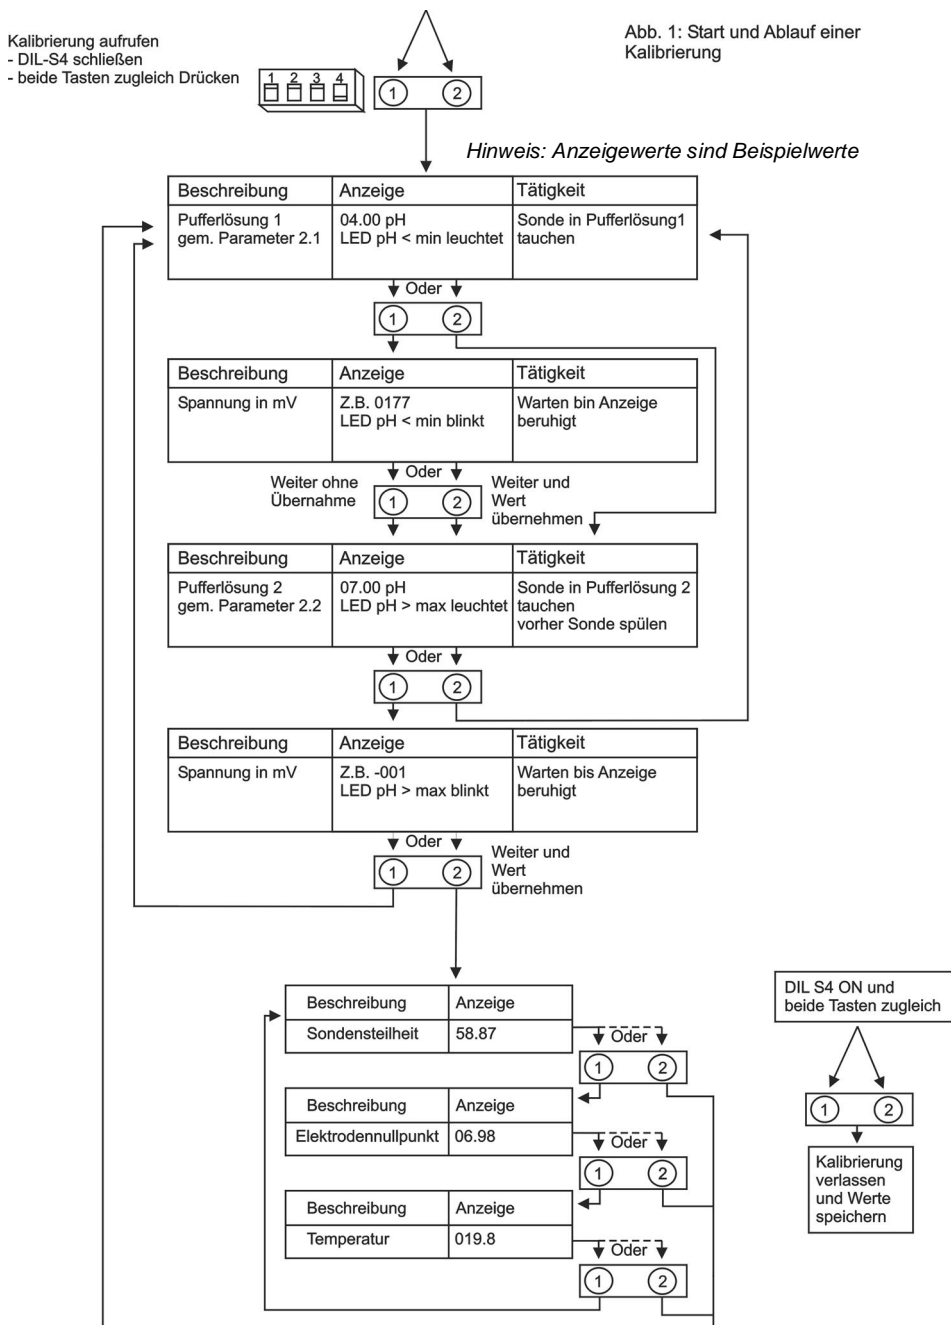 Kalibrierung aufrufen
- DIL-S4 schließen
- beide Tasten zugleich Drücken
1 2 3 4
1 2
Abb. 1: Start und Ablauf einer
Kalibrierung
Hinweis: Anzeigewerte sind Beispielwerte
Beschreibung Anzeige Tätigkeit
Pufferlösung 1 04.00 pH Sonde in Pufferlösung1
gem. Parameter 2.1 LED pH < min leuchtet tauchen
Oder
1 2
Beschreibung Anzeige Tätigkeit
Spannung in mV Z.B. 0177 Warten bin Anzeige
LED pH < min blinkt beruhigt
Oder
Weiter ohne
Übernahme
1 2
Weiter und
Wert
übernehmen
Beschreibung Anzeige Tätigkeit
Pufferlösung 2 07.00 pH Sonde in Pufferlösung 2
gem. Parameter 2.2 LED pH > max leuchtet tauchen
vorher Sonde spülen
Oder
1 2
Beschreibung Anzeige Tätigkeit
Spannung in mV Z.B. -001 Warten bis Anzeige
LED pH > max blinkt beruhigt
Oder
1 2
Weiter und
Wert
übernehmen
Beschreibung Anzeige
Sondensteilheit 58.87
Oder
1 2
Beschreibung Anzeige
Elektrodennullpunkt 06.98
Oder
1 2
Beschreibung Anzeige
Temperatur 019.8
Oder
1 2
DIL S4 ON und
beide Tasten zugleich
1 2
Kalibrierung
verlassen
und Werte
speichern